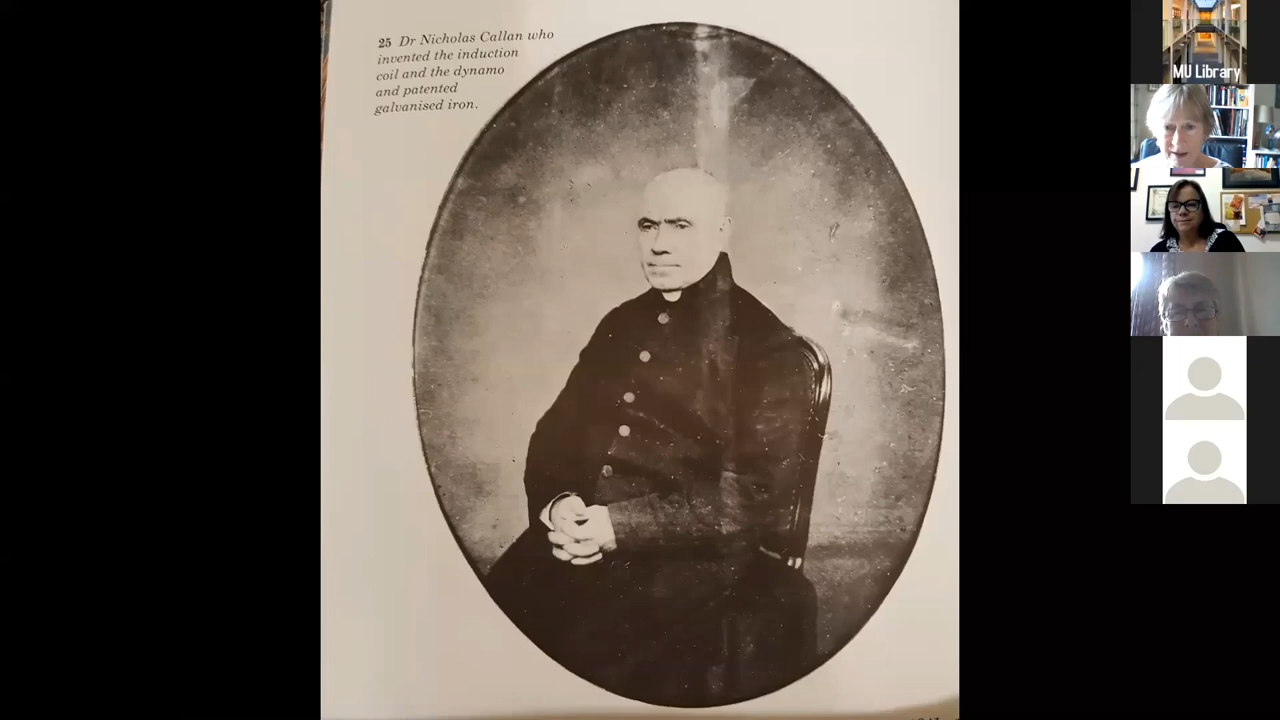 25 Dr Nicholas Callan who
invented the induction
coil and the dynamo
and patented
galvanised iron.
MU Library